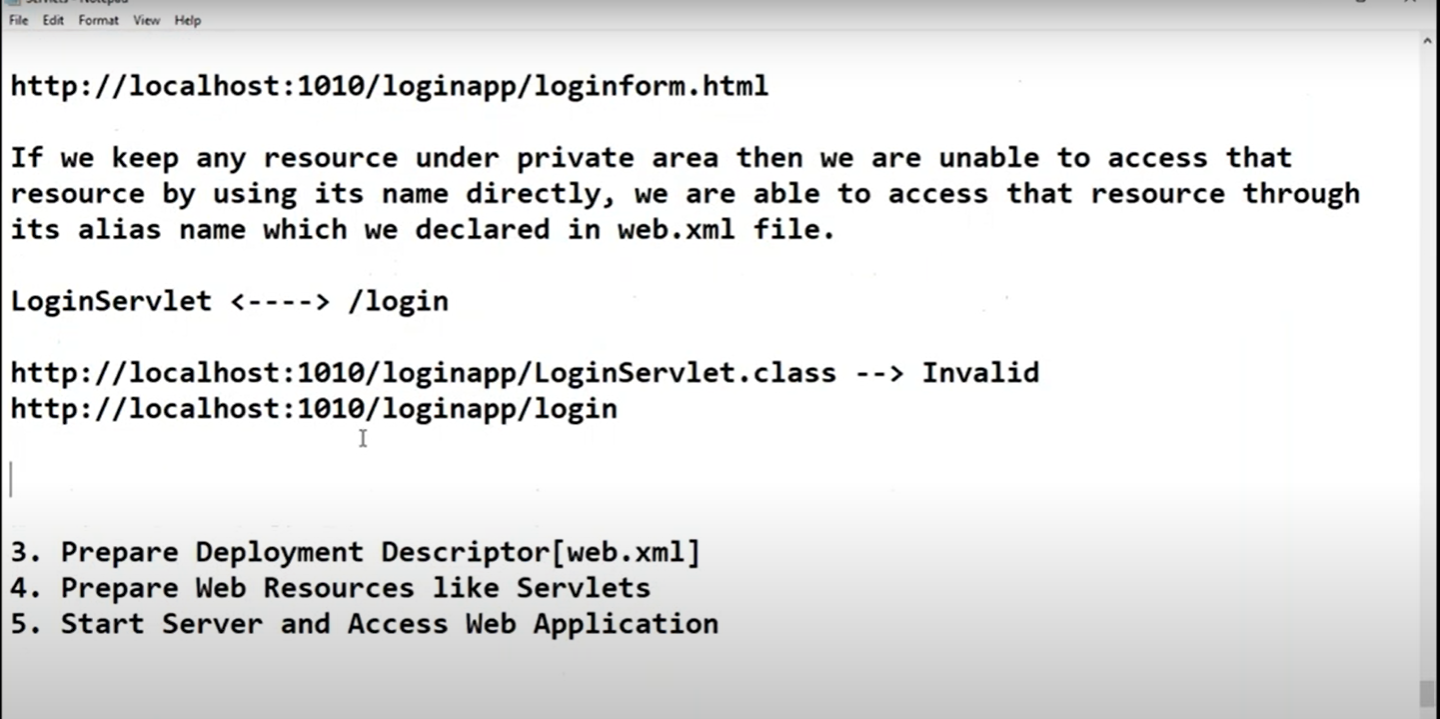 File Edit Format View Help
http://localhost:1010/loginapp/loginform.html
If we keep any resource under private area then we are unable to access that
resource by using its name directly, we are able to access that resource through
its alias name which we declared in web.xml file.
LoginServlet <----> /login
http://localhost:1010/loginapp/LoginServlet.class --> Invalid
http://localhost:1010/loginapp/login
3. Prepare Deployment Descriptor[web.xml]
4. Prepare Web Resources like Servlets
5. Start Server and Access Web Application